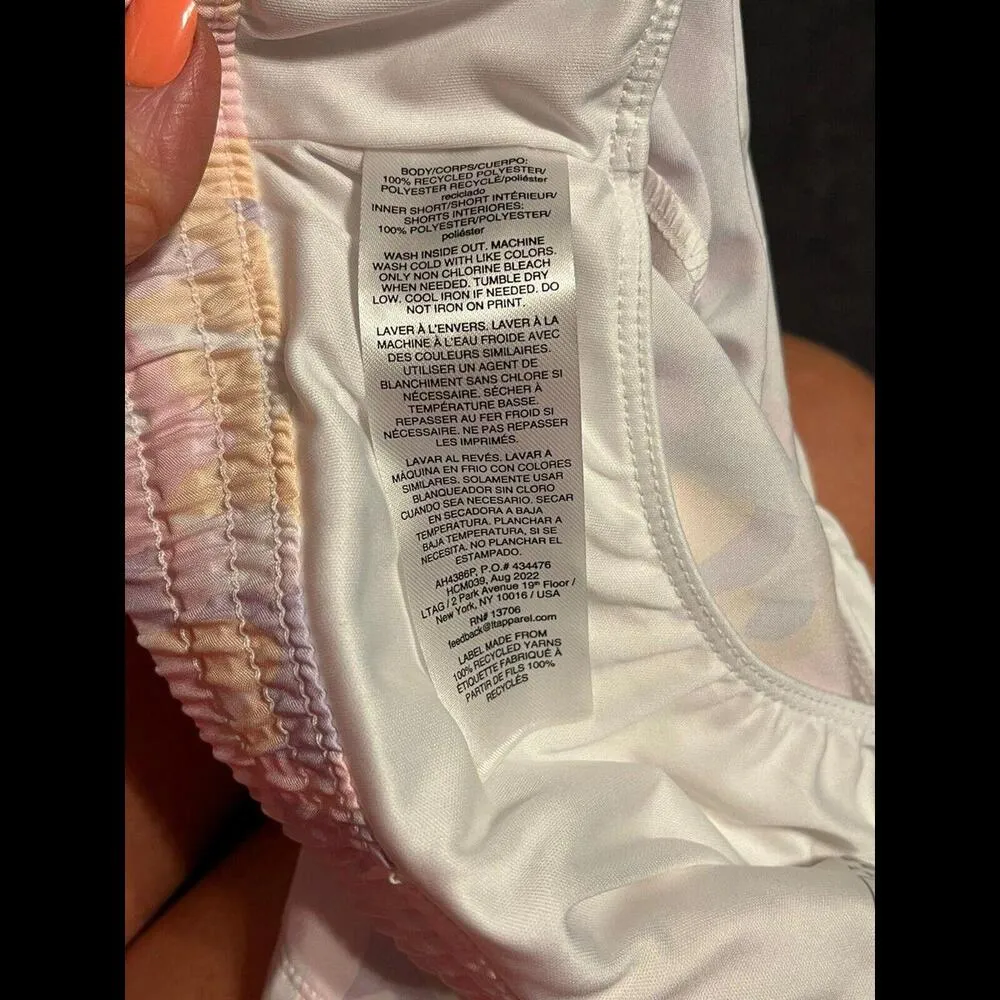 BODY/CORPS/CUERPO:
100% RECYCLED POLYESTER/
POLYESTER RECYCLÉ/poliéster
reciclado
INNER SHORT/SHORT INTÉRIEUR/
SHORTS INTERIORES:
100% POLYESTER/POLYESTER/
poliéster
WASH INSIDE OUT. MACHINE
WASH COLD WITH LIKE COLORS.
ONLY NON CHLORINE BLEACH
WHEN NEEDED. TUMBLE DRY
LOW. COOL IRON IF NEEDED. DO
NOT IRON ON PRINT.
LAVER À L'ENVERS. LAVER À LA
MACHINE À L'EAU FROIDE AVEC
DES COULEURS SIMILAIRES.
UTILISER UN AGENT DE
BLANCHIMENT SANS CHLORE SI
NÉCESSAIRE. SÉCHER À
TEMPÉRATURE BASSE.
REPASSER AU FER FROID SI
NÉCESSAIRE. NE PAS REPASSER
LES IMPRIMÉS.
LAVAR AL REVÉS. LAVAR A
MÁQUINA EN FRIO CON COLORES
SIMILARES. SOLAMENTE USAR
BLANQUEADOR SIN CLORO
CUANDO SEA NECESARIO. SECAR
EN SECADORA A BAJA
TEMPERATURA. PLANCHAR A
BAJA TEMPERATURA, SI SE
NECESITA. NO PLANCHAR EL
ESTAMPADO.
AH4386P, P.O.# 434476
HCM039, Aug 2022
LTAG / 2 Park Avenue 19th Floor /
New York, NY 10016 / USA
RN# 13706
feedback@ltapparel.com
LABEL MADE FROM
100% RECYCLED YARNS
ÉTIQUETTE FABRIQUÉ À
PARTIR DE FILS 100%
RECYCLÉS